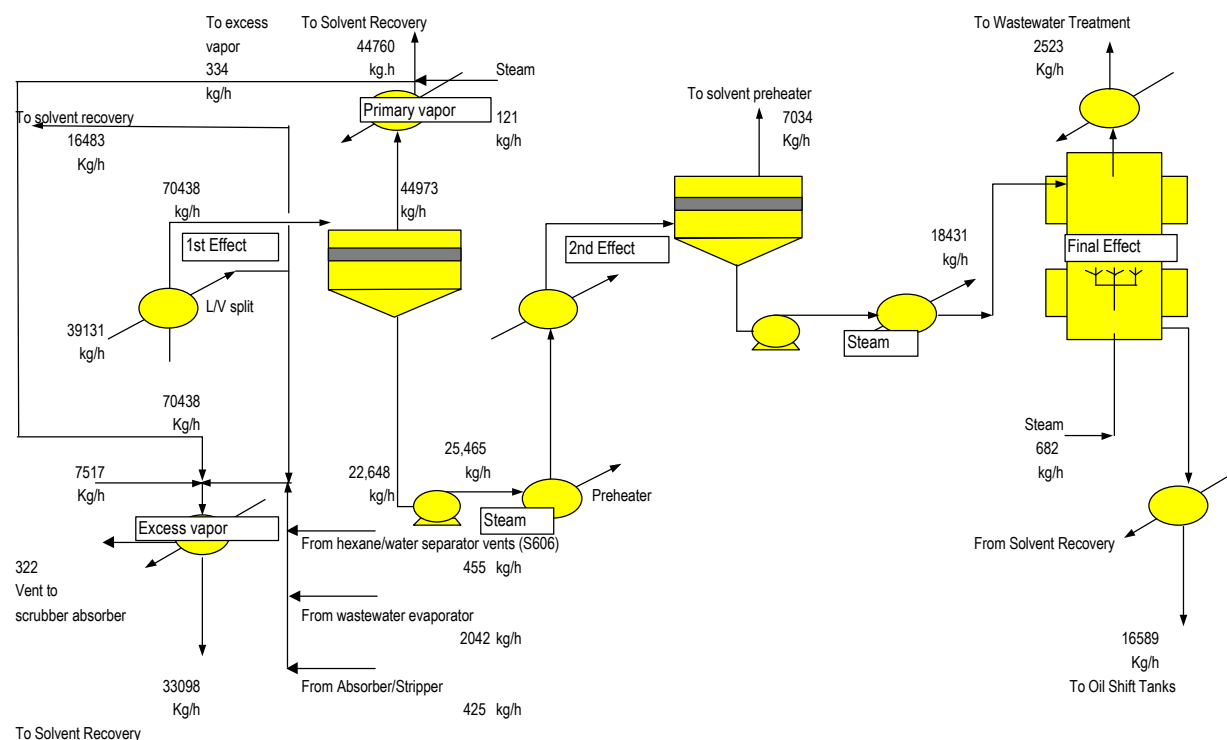 To excess
vapor
334
kg/h
To Solvent Recovery
44760
kg.h
Steam
Primary vapor
121
kg/h
To solvent recovery
16483
Kg/h
70438
kg/h
44973
kg/h
1st Effect
L/V split
39131
kg/h
70438
Kg/h
7517
Kg/h
Excess vapor
322
Vent to
scrubber absorber
33098
Kg/h
To Solvent Recovery
22,648
kg/h
25,465
kg/h
Steam
Preheater
From hexane/water separator vents (S606)
455 kg/h
From wastewater evaporator
2042 kg/h
From Absorber/Stripper
425 kg/h
2nd Effect
To solvent preheater
7034
Kg/h
Steam
18431
kg/h
To Wastewater Treatment
2523
Kg/h
Final Effect
Steam
682
kg/h
From Solvent Recovery
16589
Kg/h
To Oil Shift Tanks